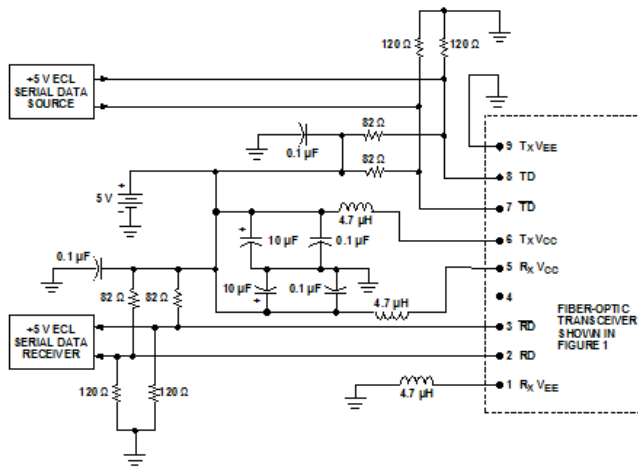 120 Ω 120 Ω
+5 V ECL
SERIAL DATA
SOURCE
82 Ω
0.1 µF
82 Ω
9 TX VEE
8 TD
7 T̅D̅
+
5 V
–
4.7 µH
6 TX VCC
+
10 µF
0.1 µF
0.1 µF
5 RX VCC
82 Ω 82 Ω
10 µF
+
0.1 µF
4.7 µH
4
+5 V ECL
SERIAL DATA
RECEIVER
3 R̅D̅
2 RD
FIBER-OPTIC
TRANSCEIVER
SHOWN IN
FIGURE 1
120 Ω
120 Ω
4.7 µH
1 RX VEE